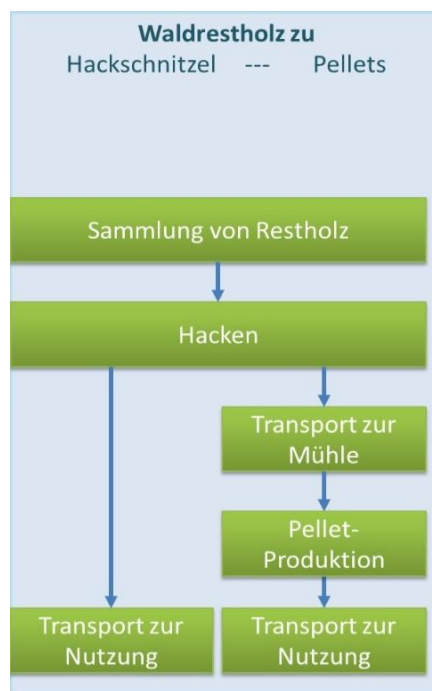 Waldrestholz zu
Hackschnitzel --- Pellets
Sammlung von Restholz
Hacken
Transport zur
Mühle
Pellet-
Produktion
Transport zur
Nutzung
Transport zur
Nutzung